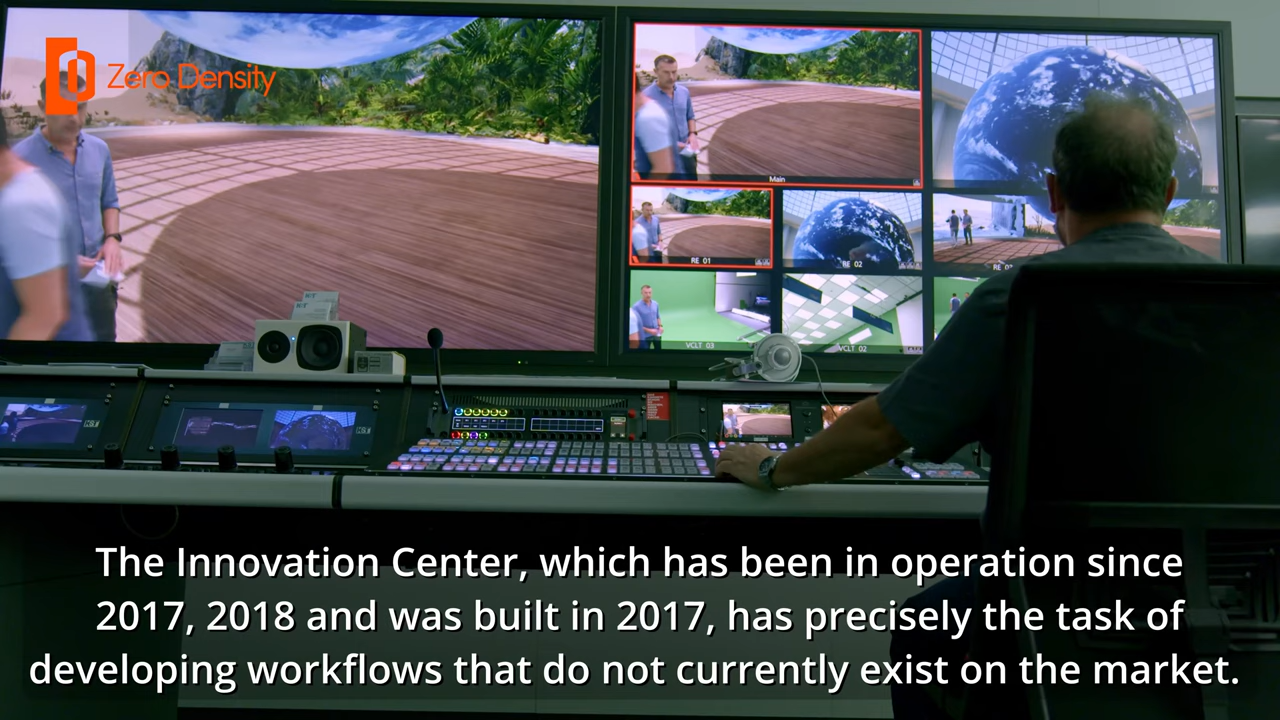 Zero Density
Main
RE 01
RE 02
VCLT 03
VCLT 02
The Innovation Center, which has been in operation since
2017, 2018 and was built in 2017, has precisely the task of
developing workflows that do not currently exist on the market.